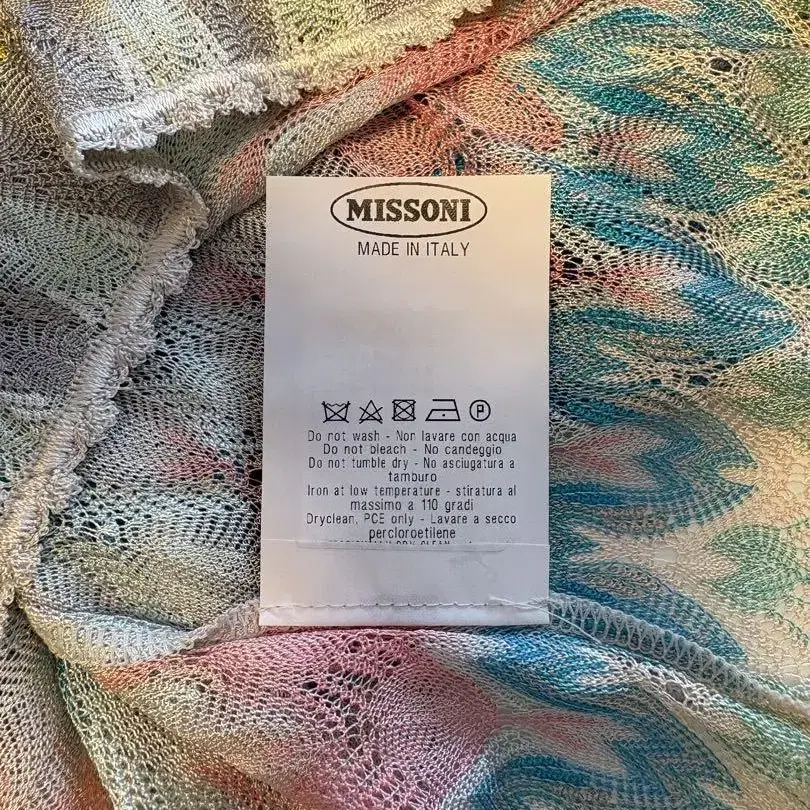 MISSONI
MADE IN ITALY
P
Do not wash - Non lavare con acqua
Do not bleach - No candeggio
Do not tumble dry - No asciugatura a
tamburo
Iron at low temperature - stiratura al
massimo a 110 gradi
Dryclean, PCE only - Lavare a secco
percloroetilene
DRY CLEAN